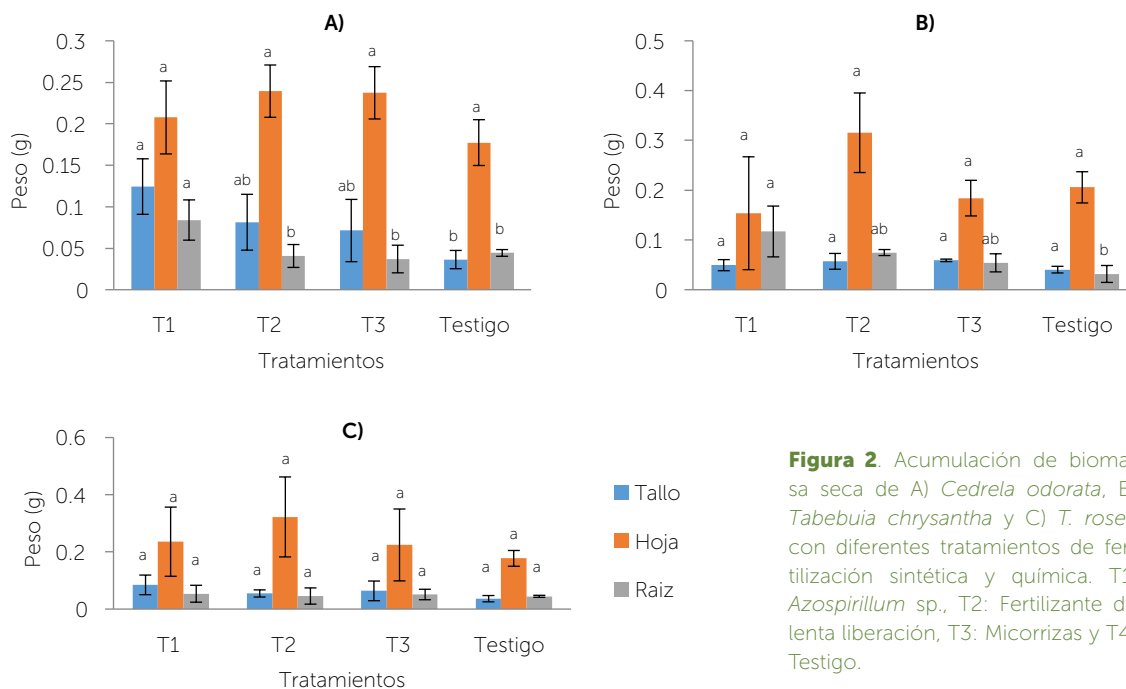 A)
0.3
0.25
0.2
0.15
0.1
0.05
0
Peso (g)
a a a
ab a b
ab a b
b a b
T1 T2 T3 Testigo
Tratamientos
B)
0.5
0.4
0.3
0.2
0.1
0
Peso (g)
a a a
a a ab
a a ab
a a b
T1 T2 T3 Testigo
Tratamientos
C)
0.6
0.4
0.2
0
Peso (g)
a a a
a a a
a a a
a a a
T1 T2 T3 Testigo
Tratamientos
Tallo
Hoja
Raiz
Figura 2. Acumulación de bioma-
sa seca de A) Cedrela odorata,
Tabebuia chrysantha y C) T.
con diferentes tratamientos de fer-
tilización sintética y química. T1
Azospirillum sp., T2: Fertilizante
lenta liberación, T3: Micorrizas y T4
Testigo.